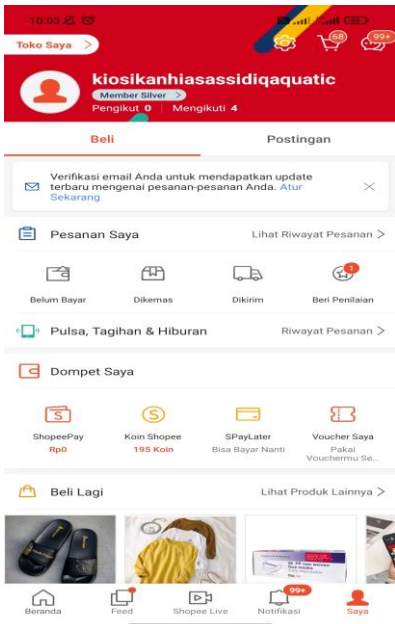 10:03
Toko Saya >
68
99+
kiosikanhiasassidiqaquatic
Member Silver >
Pengikut 0 | Mengikuti 4
Beli
Postingan
Verifikasi email Anda untuk mendapatkan update
terbaru mengenai pesanan-pesanan Anda. Atur
Sekarang
Pesanan Saya
Lihat Riwayat Pesanan >
1
Belum Bayar
Dikemas
Dikirim
Beri Penilaian
Pulsa, Tagihan & Hiburan
Riwayat Pesanan >
Dompet Saya
ShopeePay
Koin Shopee
SPayLater
Voucher Saya
Rp0
195 Koin
Bisa Bayar Nanti
Pakai
Vouchermu Se...
Beli Lagi
Lihat Produk Lainnya >
99+
Beranda
Feed
Shopee Live
Notifikasi
Saya